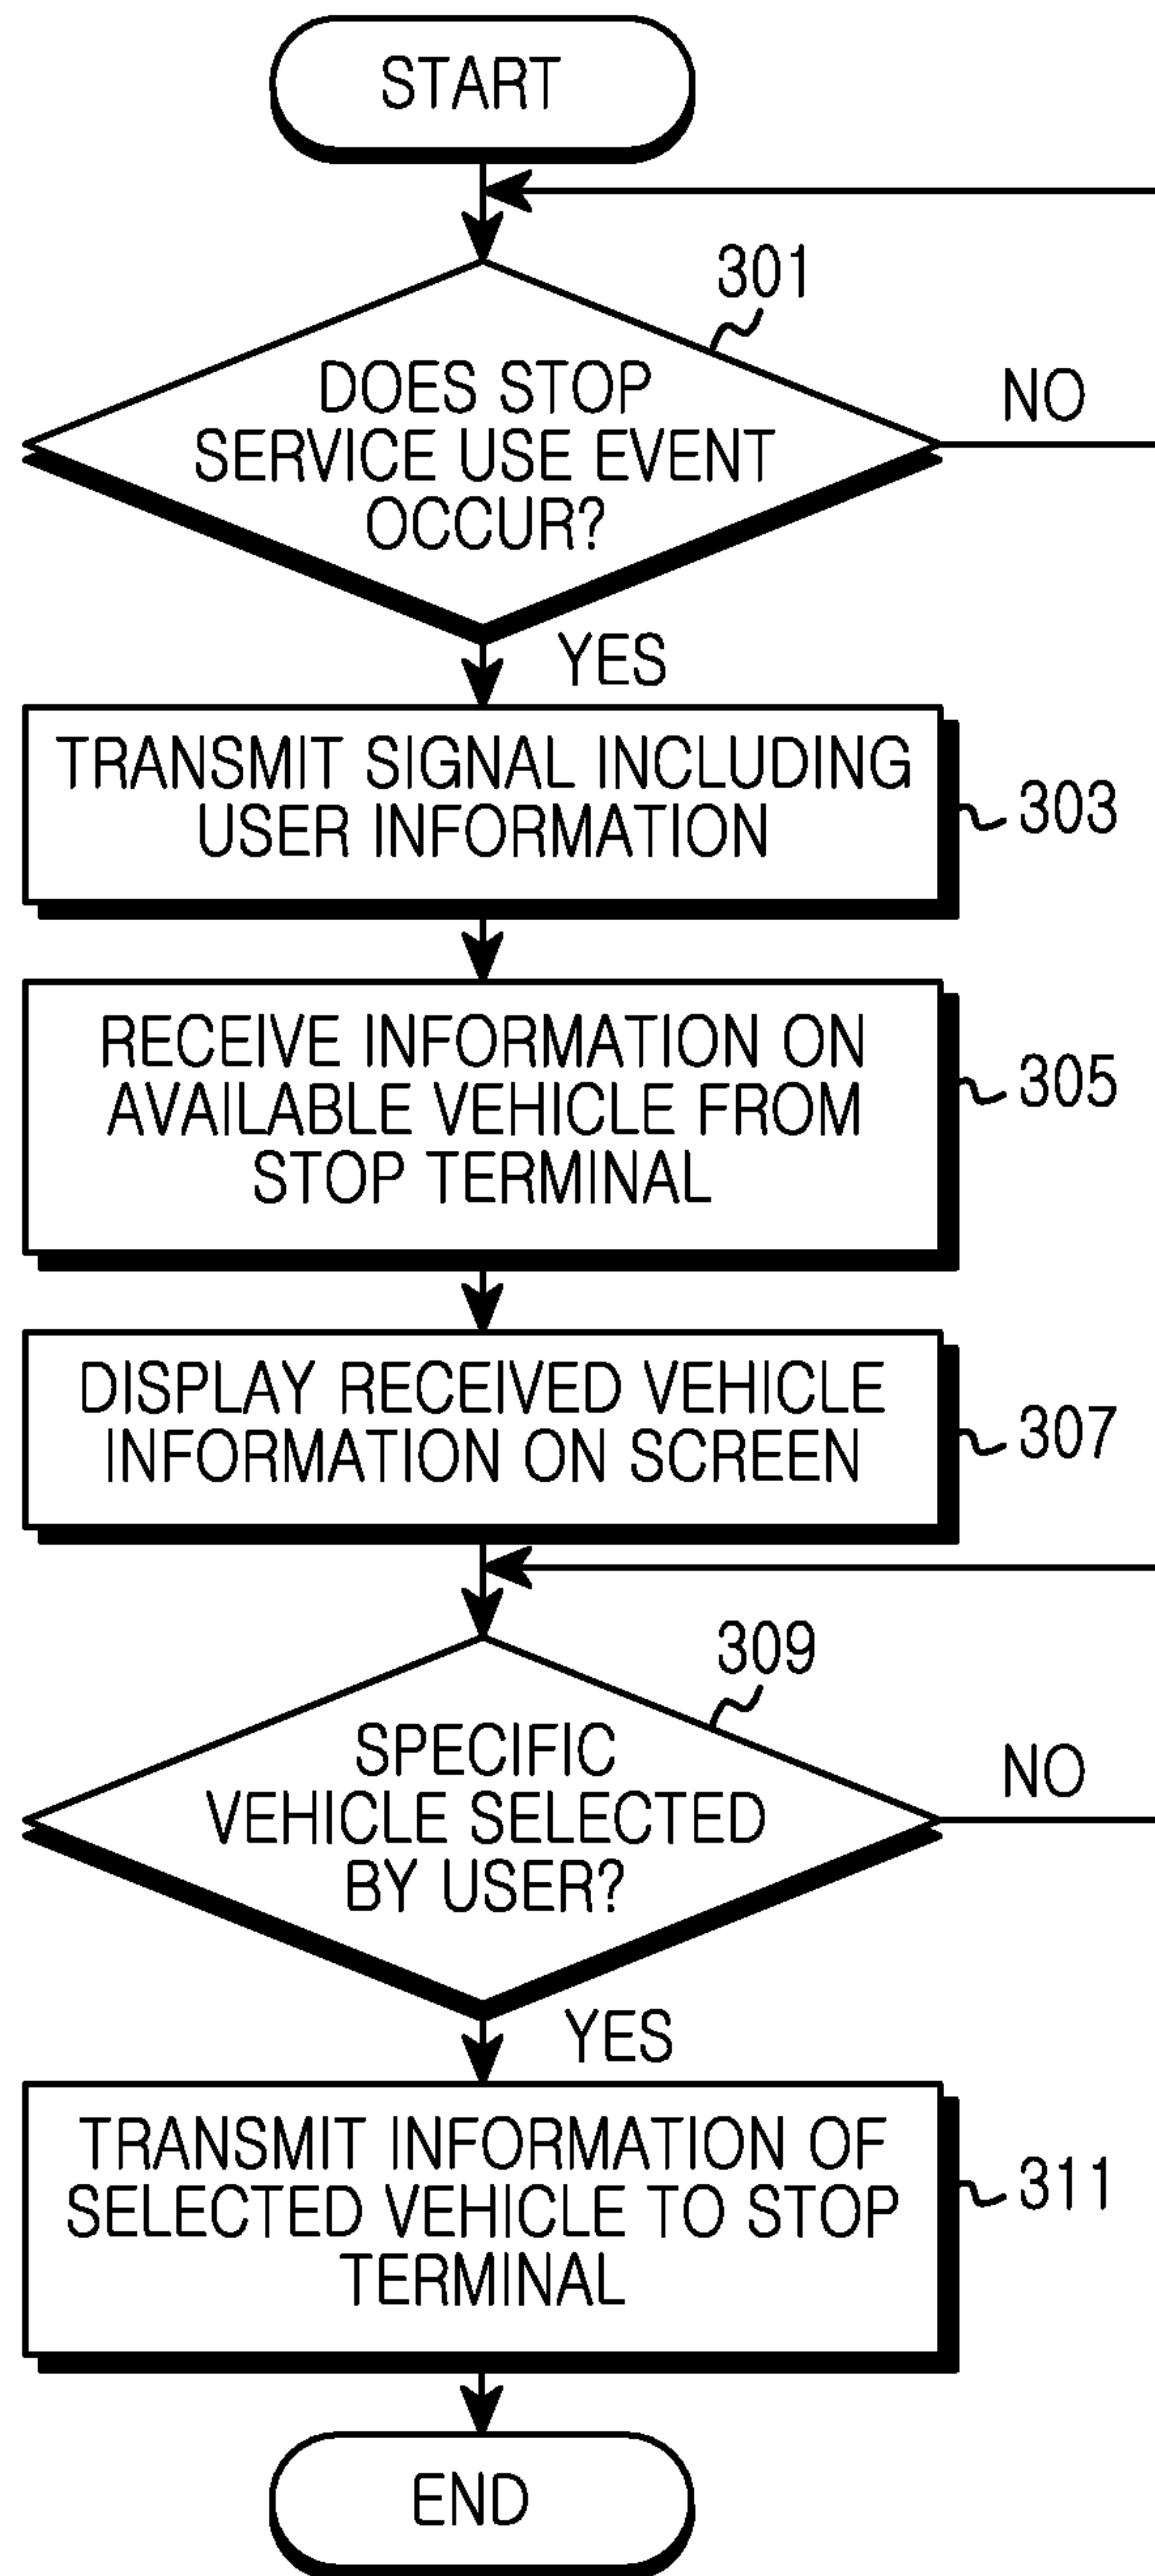 START
301
DOES STOP
SERVICE USE EVENT
OCCUR?
NO
YES
TRANSMIT SIGNAL INCLUDING
USER INFORMATION
303
RECEIVE INFORMATION ON
AVAILABLE VEHICLE FROM
STOP TERMINAL
305
DISPLAY RECEIVED VEHICLE
INFORMATION ON SCREEN
307
309
SPECIFIC
VEHICLE SELECTED
BY USER?
NO
YES
TRANSMIT INFORMATION OF
SELECTED VEHICLE TO STOP
TERMINAL
311
END